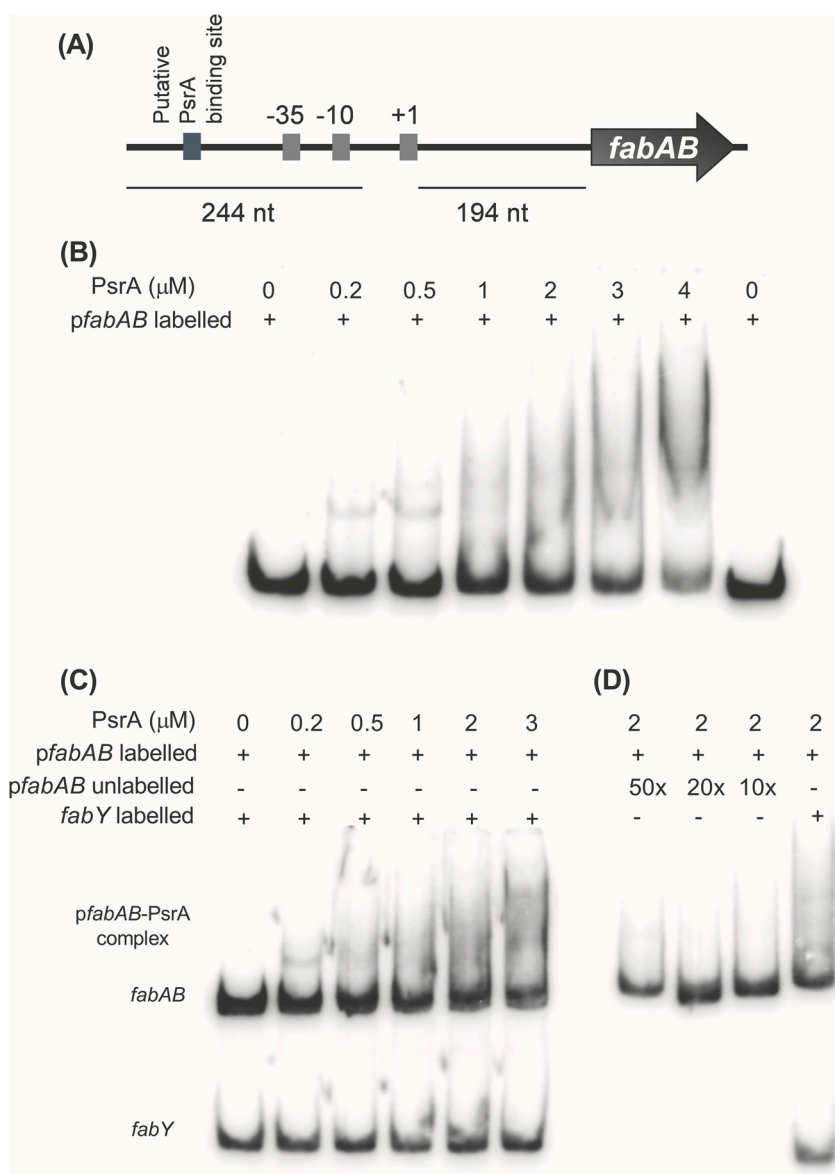 (A)
Putative
PsrA
binding site
-35 -10 +1
fabAB
244 nt 194 nt
(B)
PsrA (μM) 0 0.2 0.5 1 2 3 4 0
pfabAB labelled + + + + + + + +
(C) (D)
PsrA (μM) 0 0.2 0.5 1 2 3 2 2 2 2
pfabAB labelled + + + + + + + + + +
pfabAB unlabelled - - - - - - 50x 20x 10x -
fabY labelled + + + + + + - - - +
pfabAB-PsrA
complex
fabAB
fabY